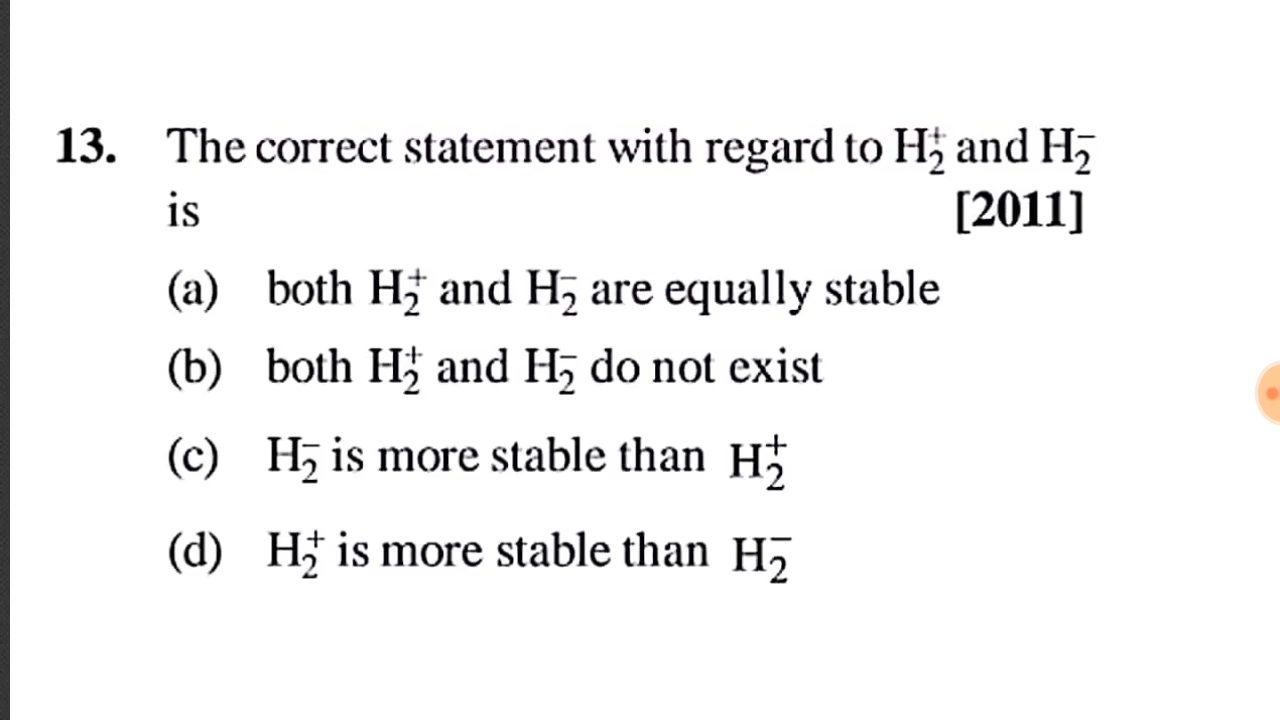 13. The correct statement with regard to H₂⁺ and H₂⁻
is [2011]
(a) both H₂⁺ and H₂⁻ are equally stable
(b) both H₂⁺ and H₂⁻ do not exist
(c) H₂⁻ is more stable than H₂⁺
(d) H₂⁺ is more stable than H₂⁻